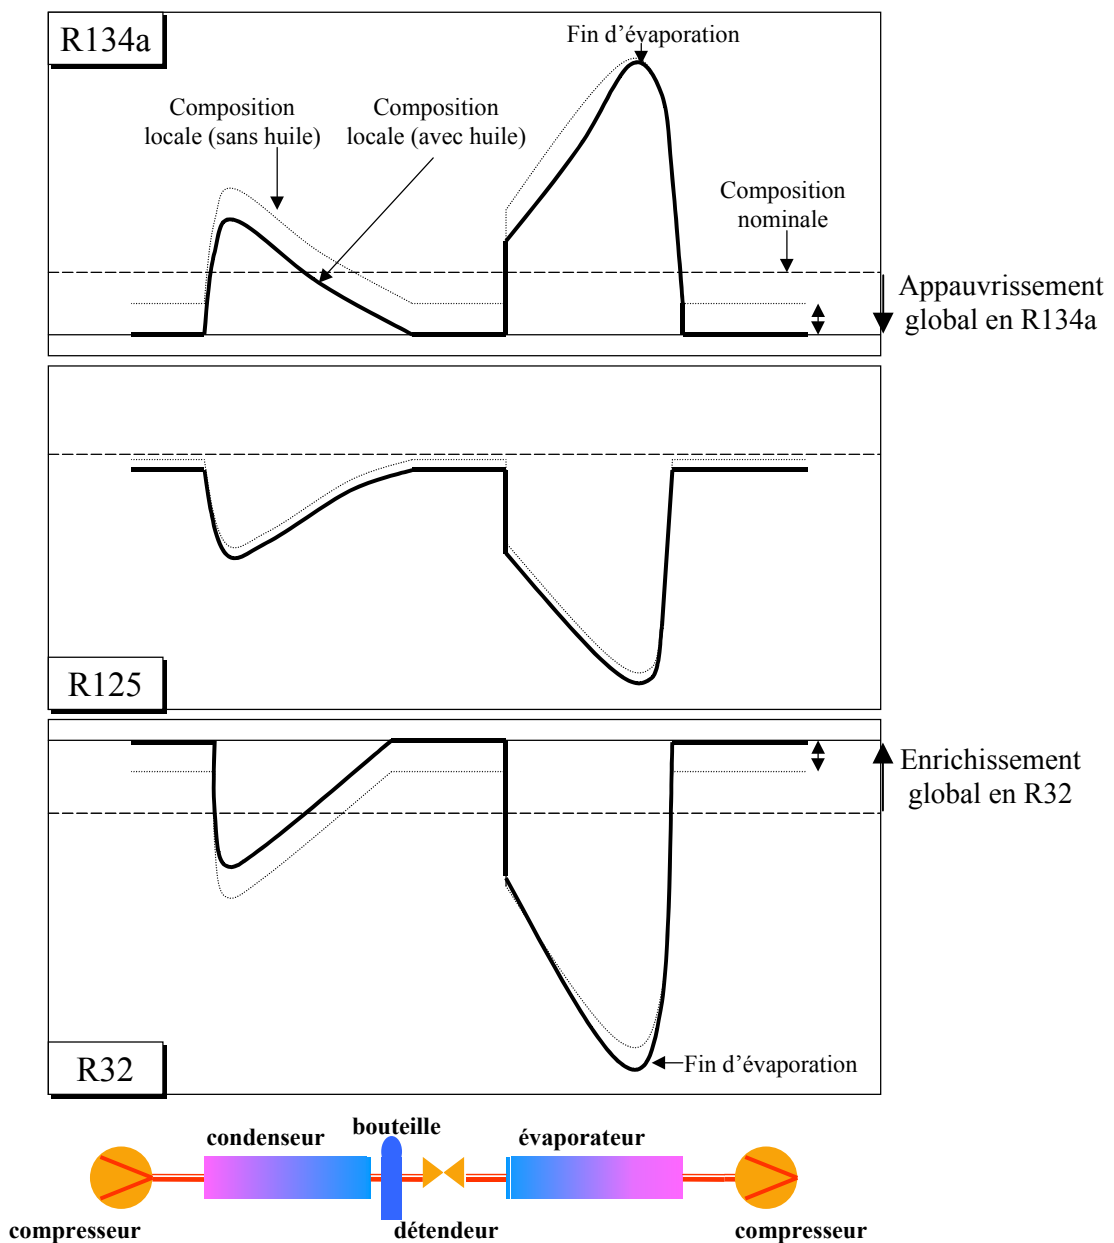 R134a
Fin d'évaporation
Composition
locale (sans huile)
Composition
locale (avec huile)
Composition
nominale
Appauvrissement
global en R134a
R125
Enrichissement
global en R32
R32
Fin d'évaporation
condenseur
bouteille
évaporateur
compresseur
détendeur
compresseur